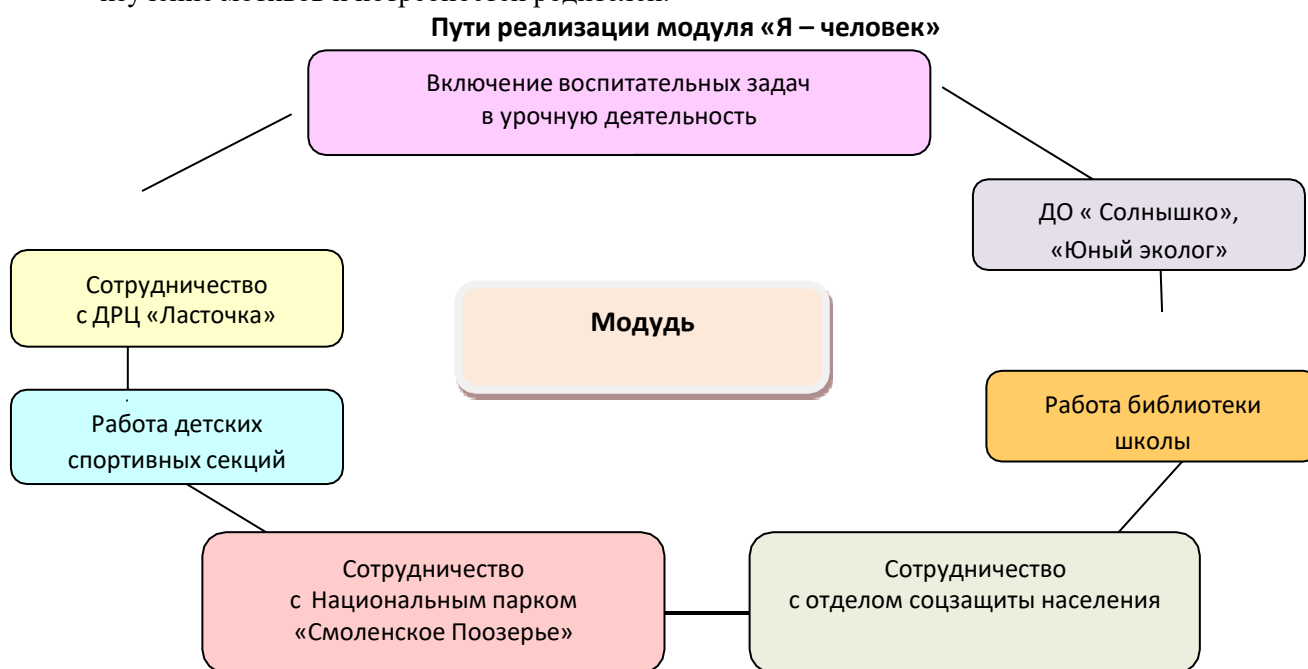 Пути реализации модуля «Я – человек»
Включение воспитательных задач
в урочную деятельность
ДО « Солнышко»,
«Юный эколог»
Сотрудничество
с ДРЦ «Ласточка»
Модудь
Работа детских
спортивных секций
Работа библиотеки
школы
Сотрудничество
с Национальным парком
«Смоленское Поозерье»
Сотрудничество
с отделом соцзащиты населения